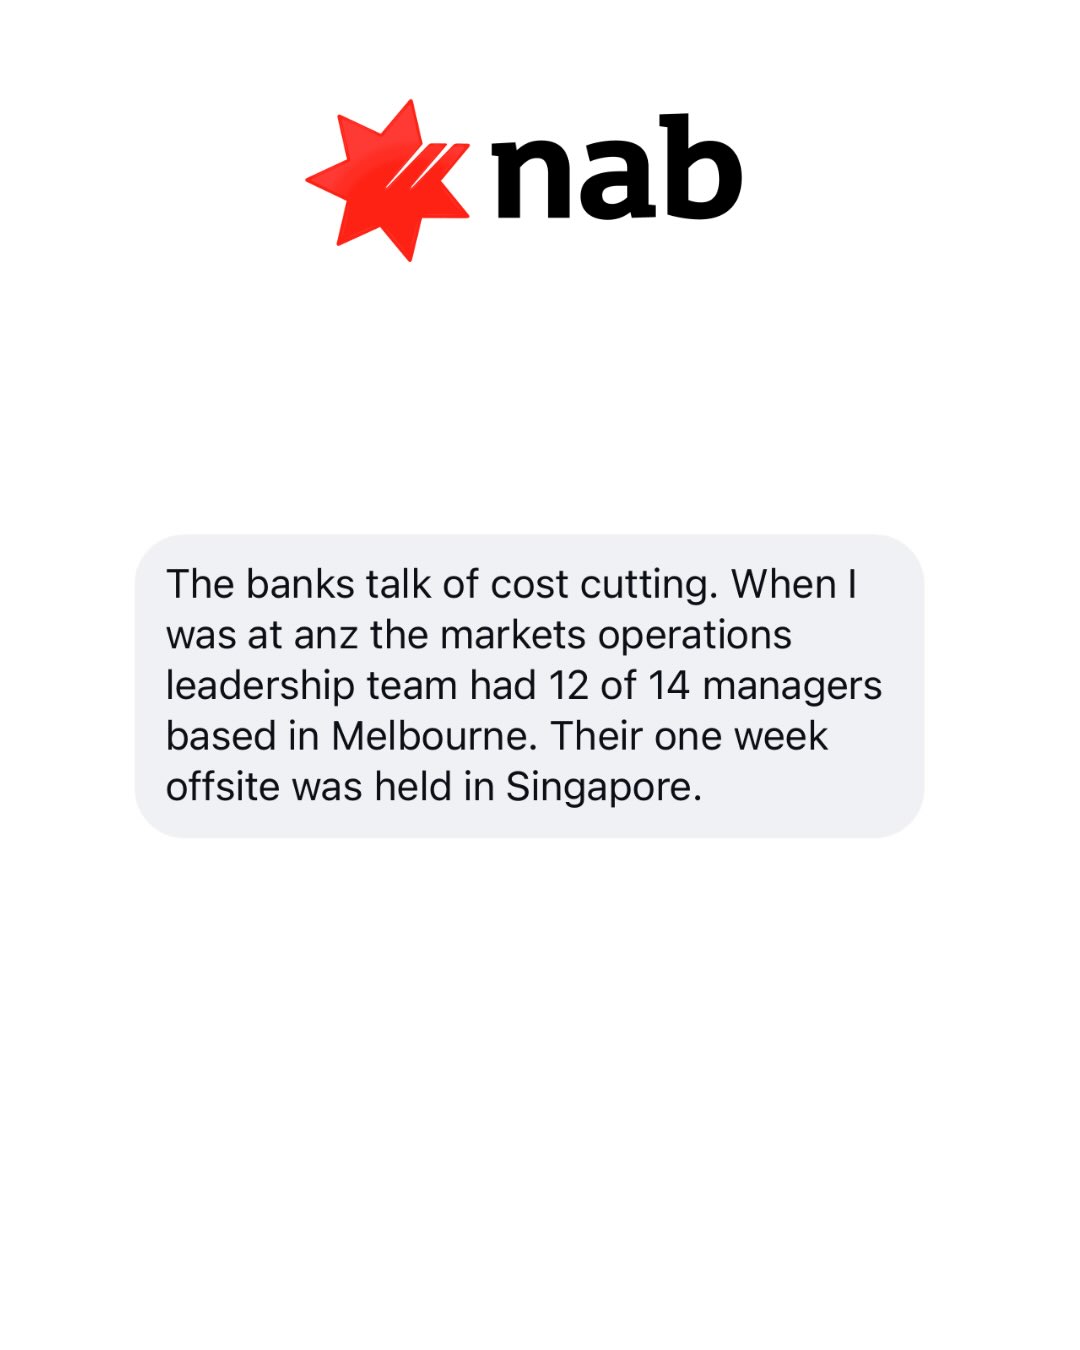 nab
The banks talk of cost cutting. When I
was at anz the markets operations
leadership team had 12 of 14 managers
based in Melbourne. Their one week
offsite was held in Singapore.